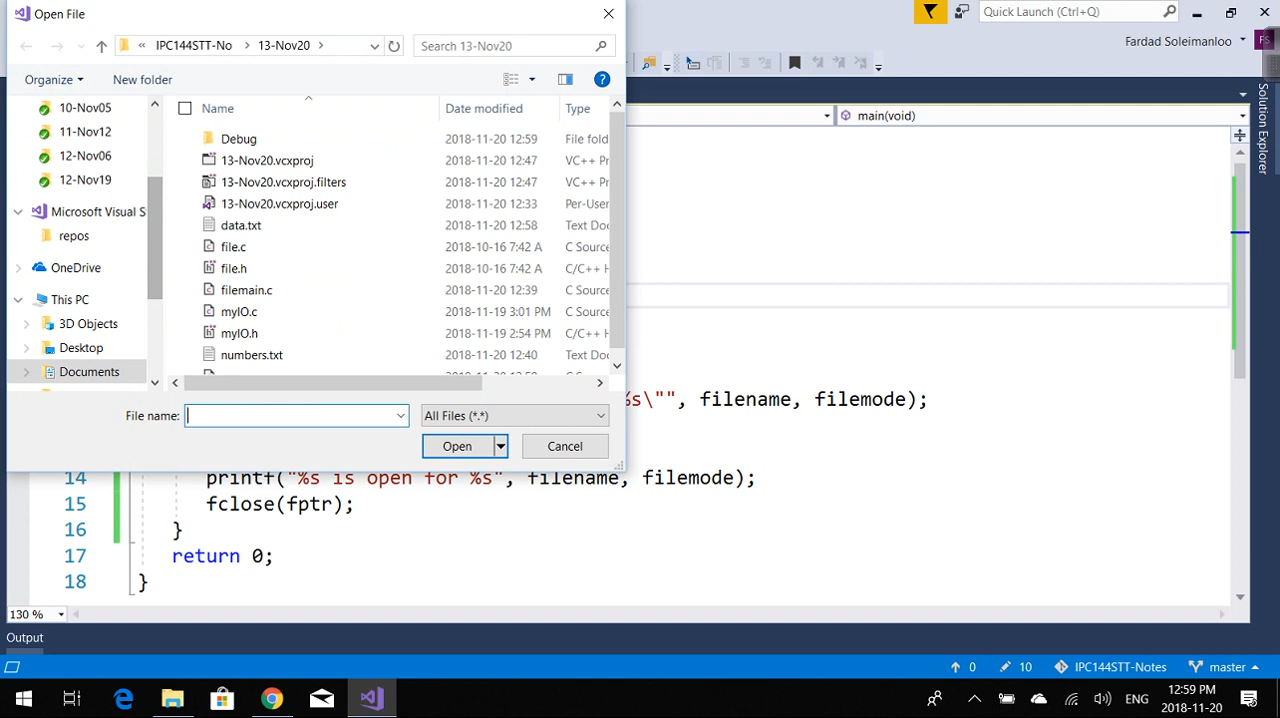 Open File
Quick Launch (Ctrl+Q)
« IPC144STT-No > 13-Nov20 >
Search 13-Nov20
Fardad Soleimanloo
FS
Organize
New folder
?
10-Nov05
11-Nov12
12-Nov06
12-Nov19
Microsoft Visual S
repos
OneDrive
This PC
3D Objects
Desktop
Documents
Name Date modified Type
Debug 2018-11-20 12:59 File fold
13-Nov20.vcxproj 2018-11-20 12:47 VC++ Pr
13-Nov20.vcxproj.filters 2018-11-20 12:47 VC++ Pr
13-Nov20.vcxproj.user 2018-11-20 12:33 Per-User
data.txt 2018-11-20 12:58 Text Doc
file.c 2018-10-16 7:42 A C Source
file.h 2018-10-16 7:42 A C/C++ H
filemain.c 2018-11-20 12:39 C Source
myIO.c 2018-11-19 3:01 PM C Source
myIO.h 2018-11-19 2:54 PM C/C++ H
numbers.txt 2018-11-20 12:40 Text Doc
File name:
All Files (*.*)
Open
Cancel
main(void)
Solution Explorer
%s\"", filename, filemode);
14 printf("%s is open for %s", filename, filemode);
15 fclose(fptr);
16 }
17 return 0;
18 }
130 %
Output
0 10 IPC144STT-Notes master
ENG
12:59 PM
2018-11-20